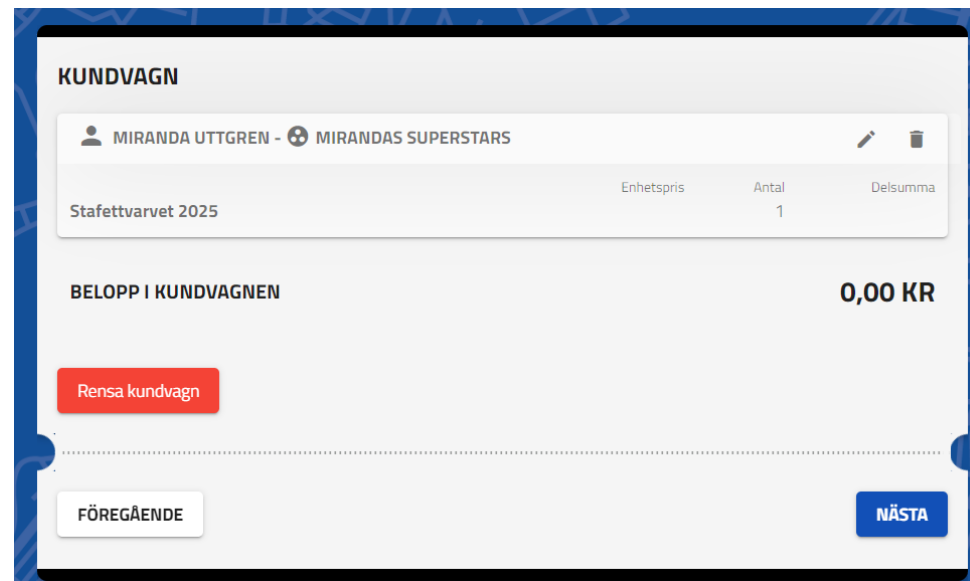 KUNDVAGN
MIRANDA UTTGREN - MIRANDAS SUPERSTARS
Enhetspris Antal Delsumma
Stafettvarvet 2025 1
BELOPP I KUNDVAGNEN 0,00 KR
Rensa kundvagn
FÖREGÅENDE NÄSTA